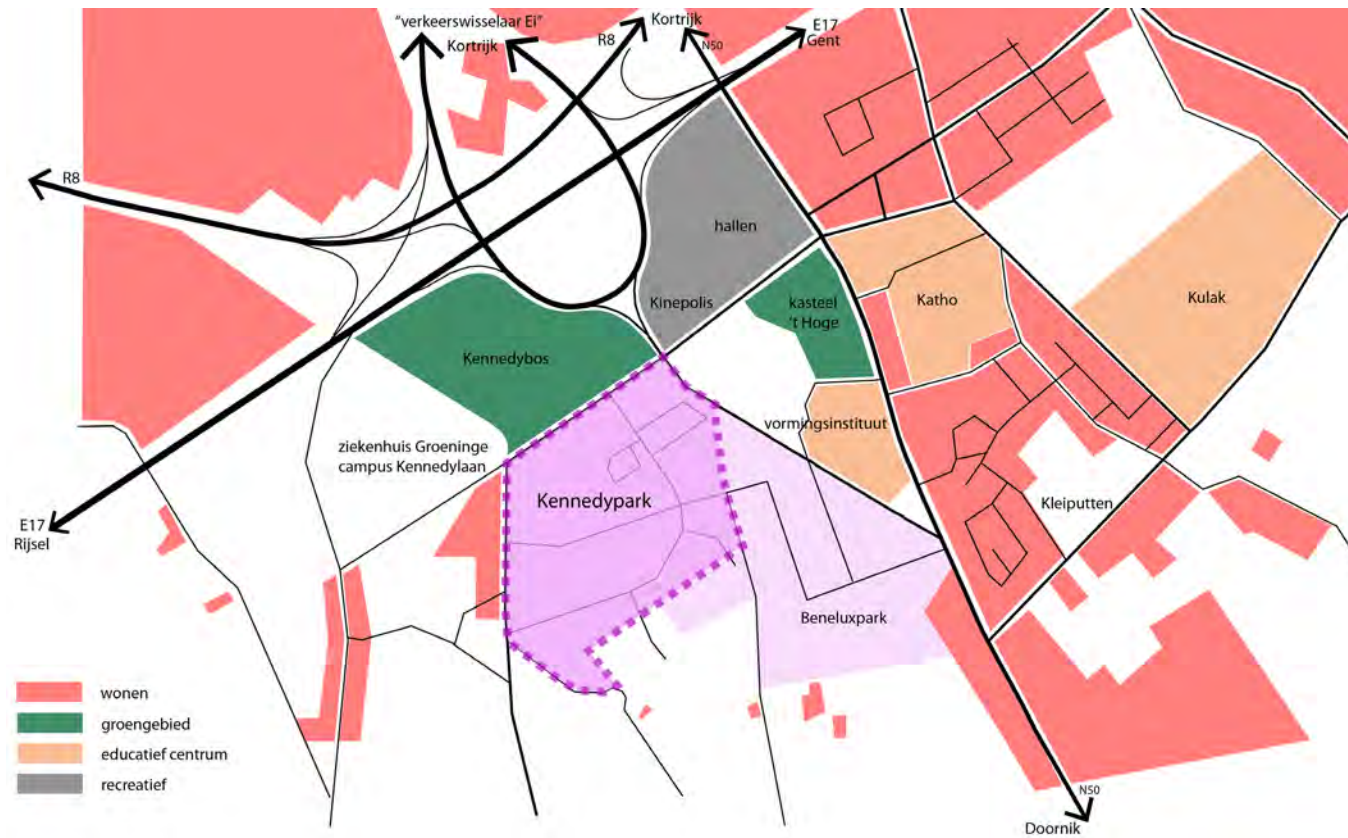 "verkeerswisselaar Ei"
Kortrijk
R8
Kortrijk
N50
E17
Gent
R8
hallen
Kinepolis
kasteel
't Hoge
Katho
Kulak
Kennedybos
vormingsinstituut
ziekenhuis Groeninge
campus Kennedylaan
Kennedypark
Kleiputten
E17
Rijsel
Beneluxpark
wonen
groengebied
educatief centrum
recreatief
N50
Doornik